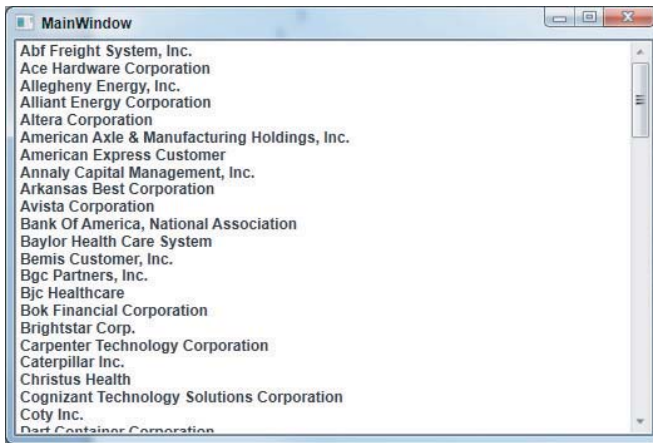 MainWindow
Abf Freight System, Inc.
Ace Hardware Corporation
Allegheny Energy, Inc.
Alliant Energy Corporation
Altera Corporation
American Axle & Manufacturing Holdings, Inc.
American Express Customer
Annaly Capital Management, Inc.
Arkansas Best Corporation
Avista Corporation
Bank Of America, National Association
Baylor Health Care System
Bemis Customer, Inc.
Bgc Partners, Inc.
Bjc Healthcare
Bok Financial Corporation
Brightstar Corp.
Carpenter Technology Corporation
Caterpillar Inc.
Christus Health
Cognizant Technology Solutions Corporation
Coty Inc.
Dart Container Corporation